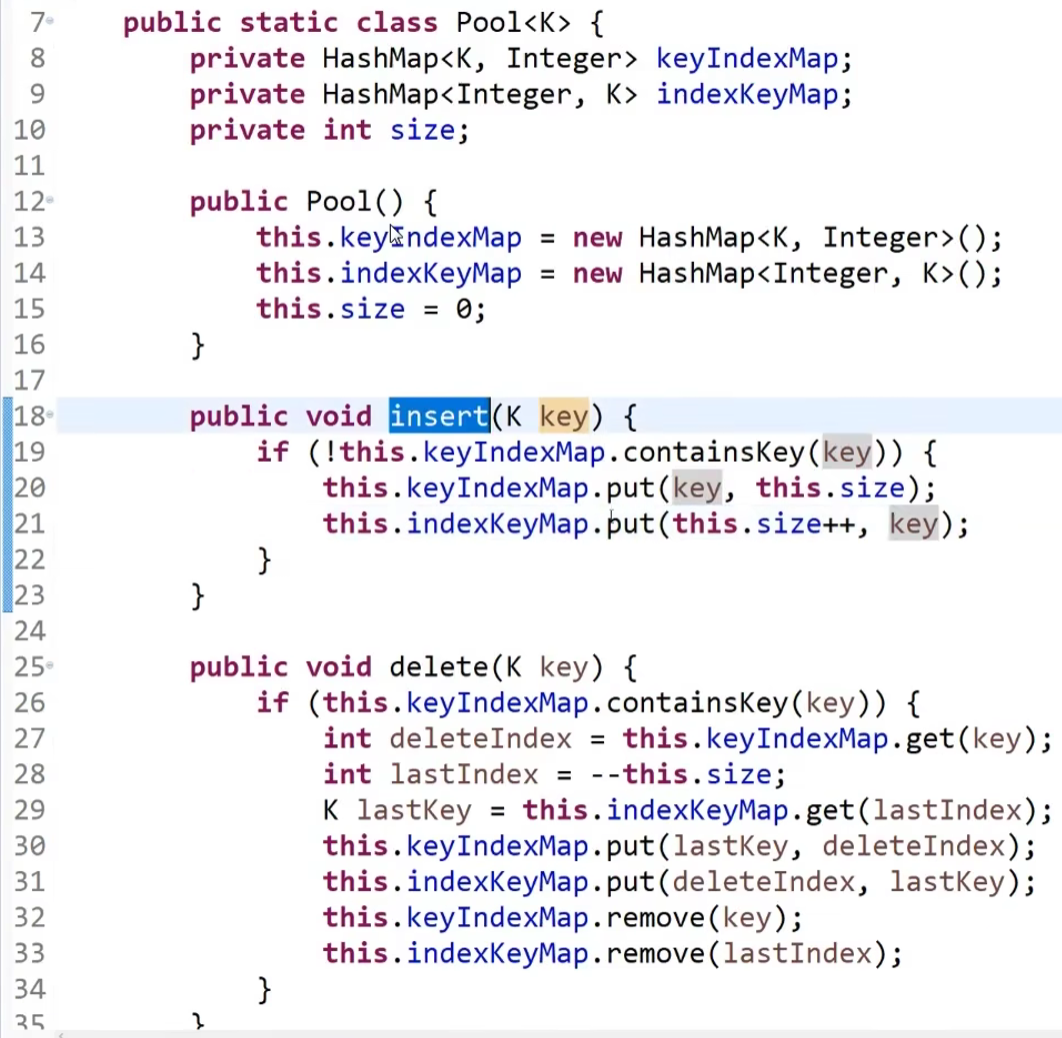 7 public static class Pool<K> {
8 private HashMap<K, Integer> keyIndexMap;
9 private HashMap<Integer, K> indexKeyMap;
10 private int size;
11
12 public Pool() {
13 this.keyIndexMap = new HashMap<K, Integer>();
14 this.indexKeyMap = new HashMap<Integer, K>();
15 this.size = 0;
16 }
17
18 public void insert(K key) {
19 if (!this.keyIndexMap.containsKey(key)) {
20 this.keyIndexMap.put(key, this.size);
21 this.indexKeyMap.put(this.size++, key);
22 }
23 }
24
25 public void delete(K key) {
26 if (this.keyIndexMap.containsKey(key)) {
27 int deleteIndex = this.keyIndexMap.get(key);
28 int lastIndex = --this.size;
29 K lastKey = this.indexKeyMap.get(lastIndex);
30 this.keyIndexMap.put(lastKey, deleteIndex);
31 this.indexKeyMap.put(deleteIndex, lastKey);
32 this.keyIndexMap.remove(key);
33 this.indexKeyMap.remove(lastIndex);
34 }
35 }